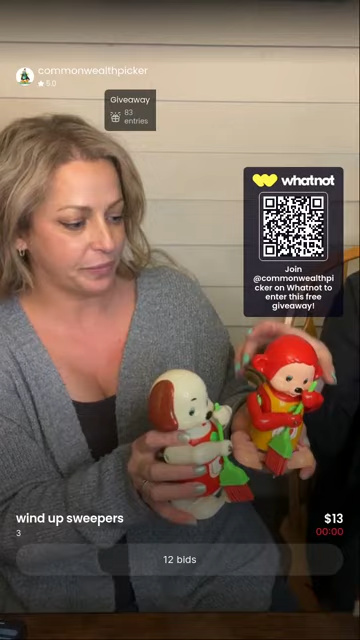 commonwealthpicker
5.0
Giveaway
83
entries
whatnot
Join
@commonwealthpi
cker on Whatnot to
enter this free
giveaway!
wind up sweepers
$13
3
00:00
12 bids